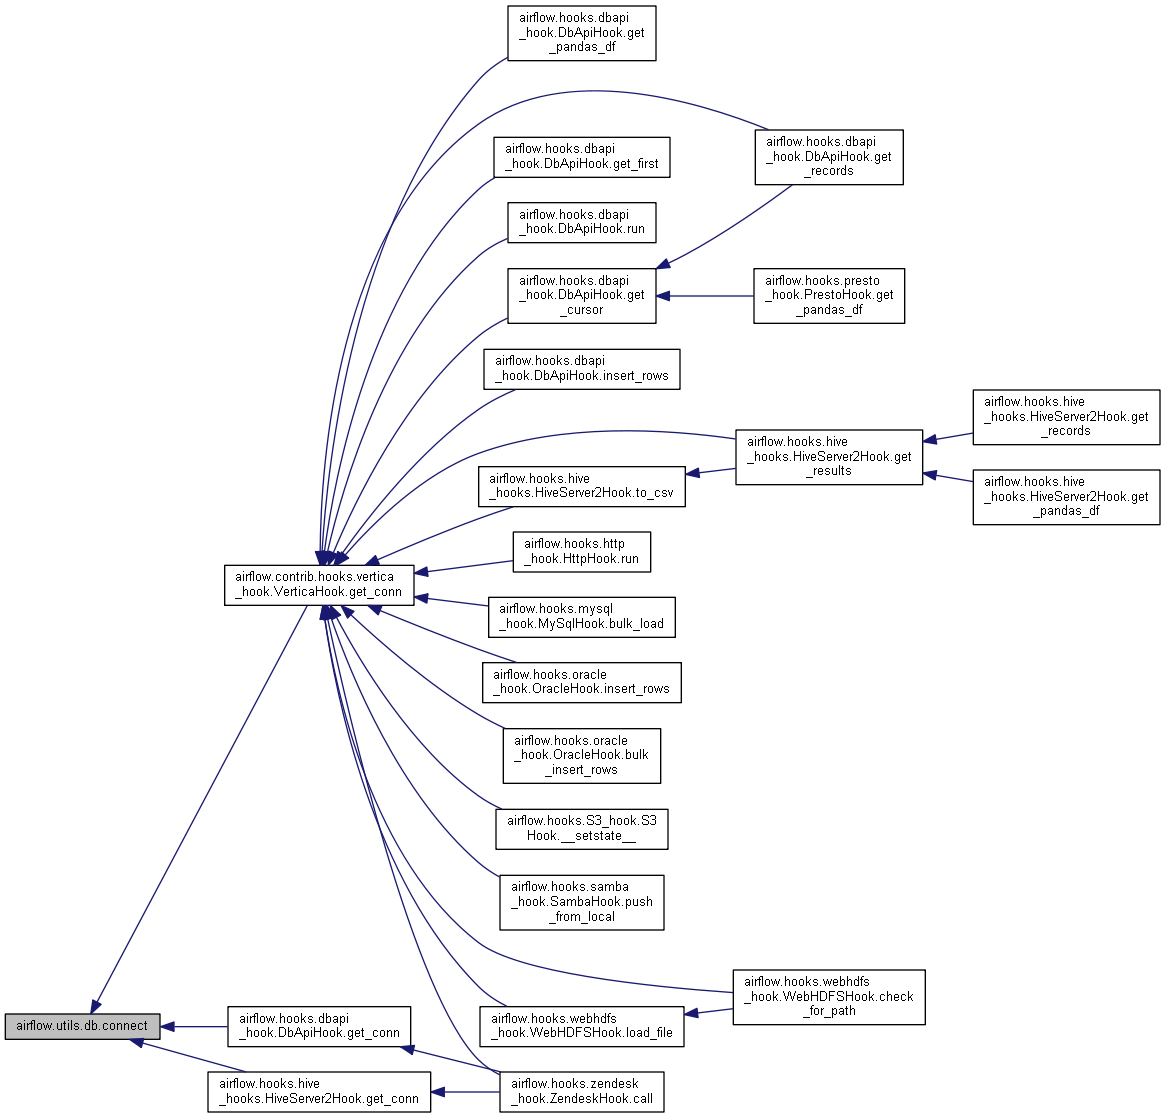 airflow.hooks.dbapi
_hook.DbApiHook.get
_pandas_df
airflow.hooks.dbapi
_hook.DbApiHook.get
_records
airflow.hooks.dbapi
_hook.DbApiHook.get_first
airflow.hooks.dbapi
_hook.DbApiHook.run
airflow.hooks.dbapi
_hook.DbApiHook.get
_cursor
airflow.hooks.presto
_hook.PrestoHook.get
_pandas_df
airflow.hooks.dbapi
_hook.DbApiHook.insert_rows
airflow.hooks.hive
_hooks.HiveServer2Hook.get
_records
airflow.hooks.hive
_hooks.HiveServer2Hook.get
_results
airflow.hooks.hive
_hooks.HiveServer2Hook.to_csv
airflow.hooks.hive
_hooks.HiveServer2Hook.get
_pandas_df
airflow.hooks.http
_hook.HttpHook.run
airflow.contrib.hooks.vertica
_hook.VerticaHook.get_conn
airflow.hooks.mysql
_hook.MySqlHook.bulk_load
airflow.hooks.oracle
_hook.OracleHook.insert_rows
airflow.hooks.oracle
_hook.OracleHook.bulk
_insert_rows
airflow.hooks.S3_hook.S3
Hook.__setstate__
airflow.hooks.samba
_hook.SambaHook.push
_from_local
airflow.hooks.webhdfs
_hook.WebHDFSHook.check
_for_path
airflow.utils.db.connect
airflow.hooks.dbapi
_hook.DbApiHook.get_conn
airflow.hooks.webhdfs
_hook.WebHDFSHook.load_file
airflow.hooks.hive
_hooks.HiveServer2Hook.get_conn
airflow.hooks.zendesk
_hook.ZendeskHook.call